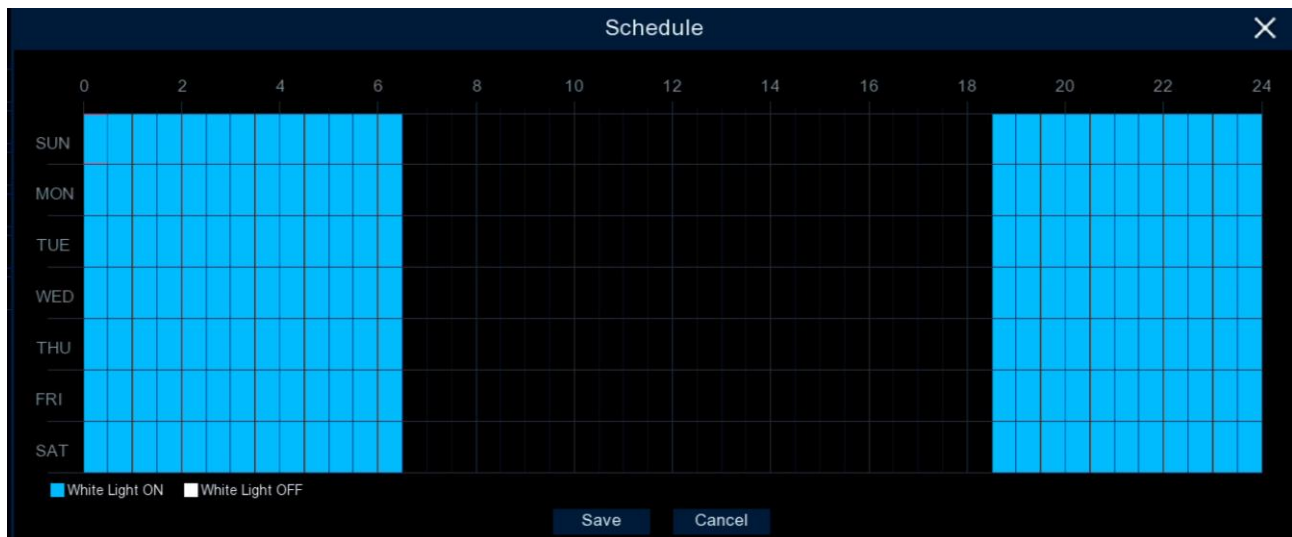 Schedule
0 2 4 6 8 10 12 14 16 18 20 22 24
SUN
MON
TUE
WED
THU
FRI
SAT
White Light ON White Light OFF
Save Cancel